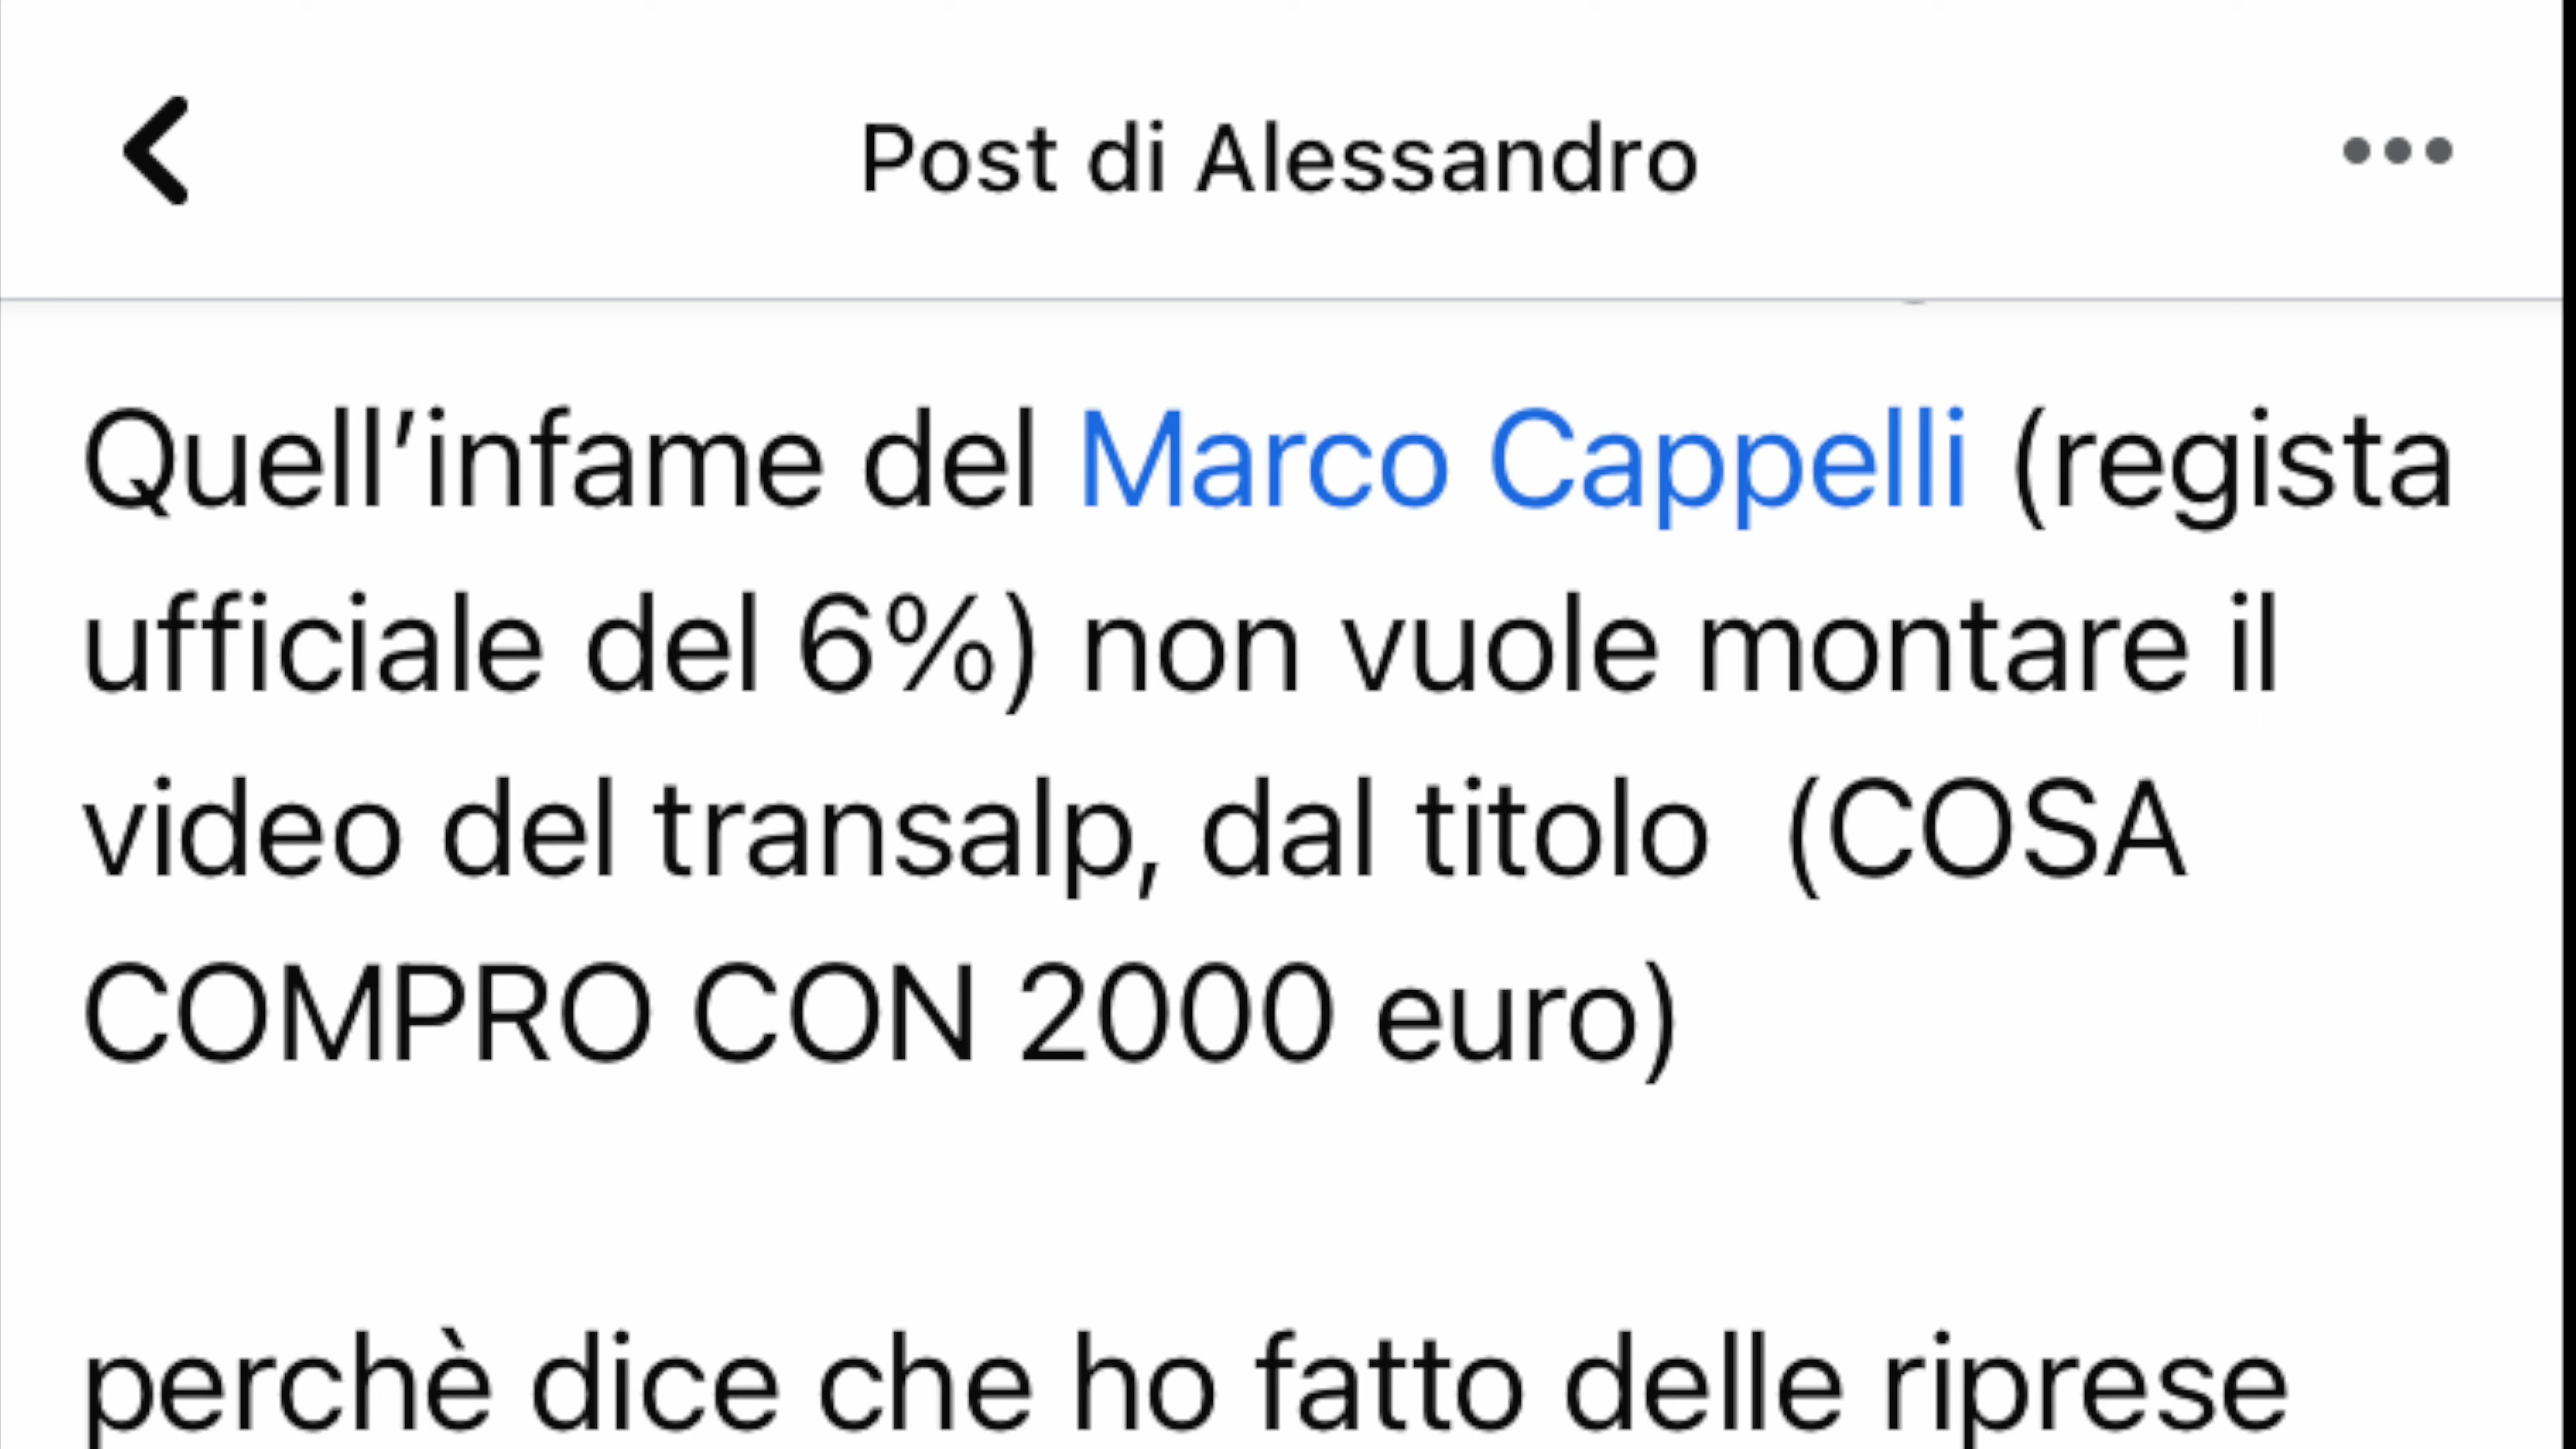 Post di Alessandro
Quell'infame del Marco Cappelli (regista
ufficiale del 6%) non vuole montare il
video del transalp, dal titolo  (COSA
COMPRO CON 2000 euro)
perchè dice che ho fatto delle riprese